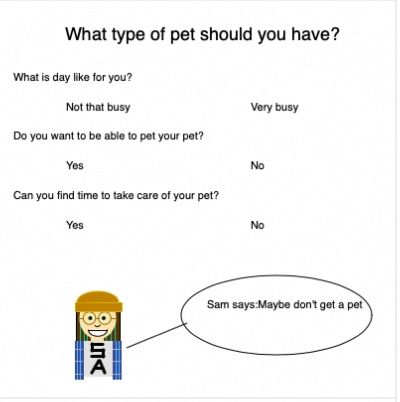 What type of pet should you have?
What is day like for you?
Not that busy Very busy
Do you want to be able to pet your pet?
Yes No
Can you find time to take care of your pet?
Yes No
Sam says:Maybe don't get a pet
S
A